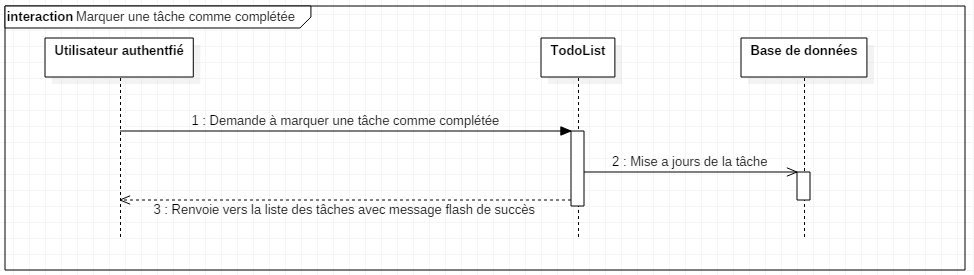 interaction Marquer une tâche comme complétée
Utilisateur authentfié
TodoList
Base de données
1 : Demande à marquer une tâche comme complétée
2 : Mise a jours de la tâche
3 : Renvoie vers la liste des tâches avec message flash de succès